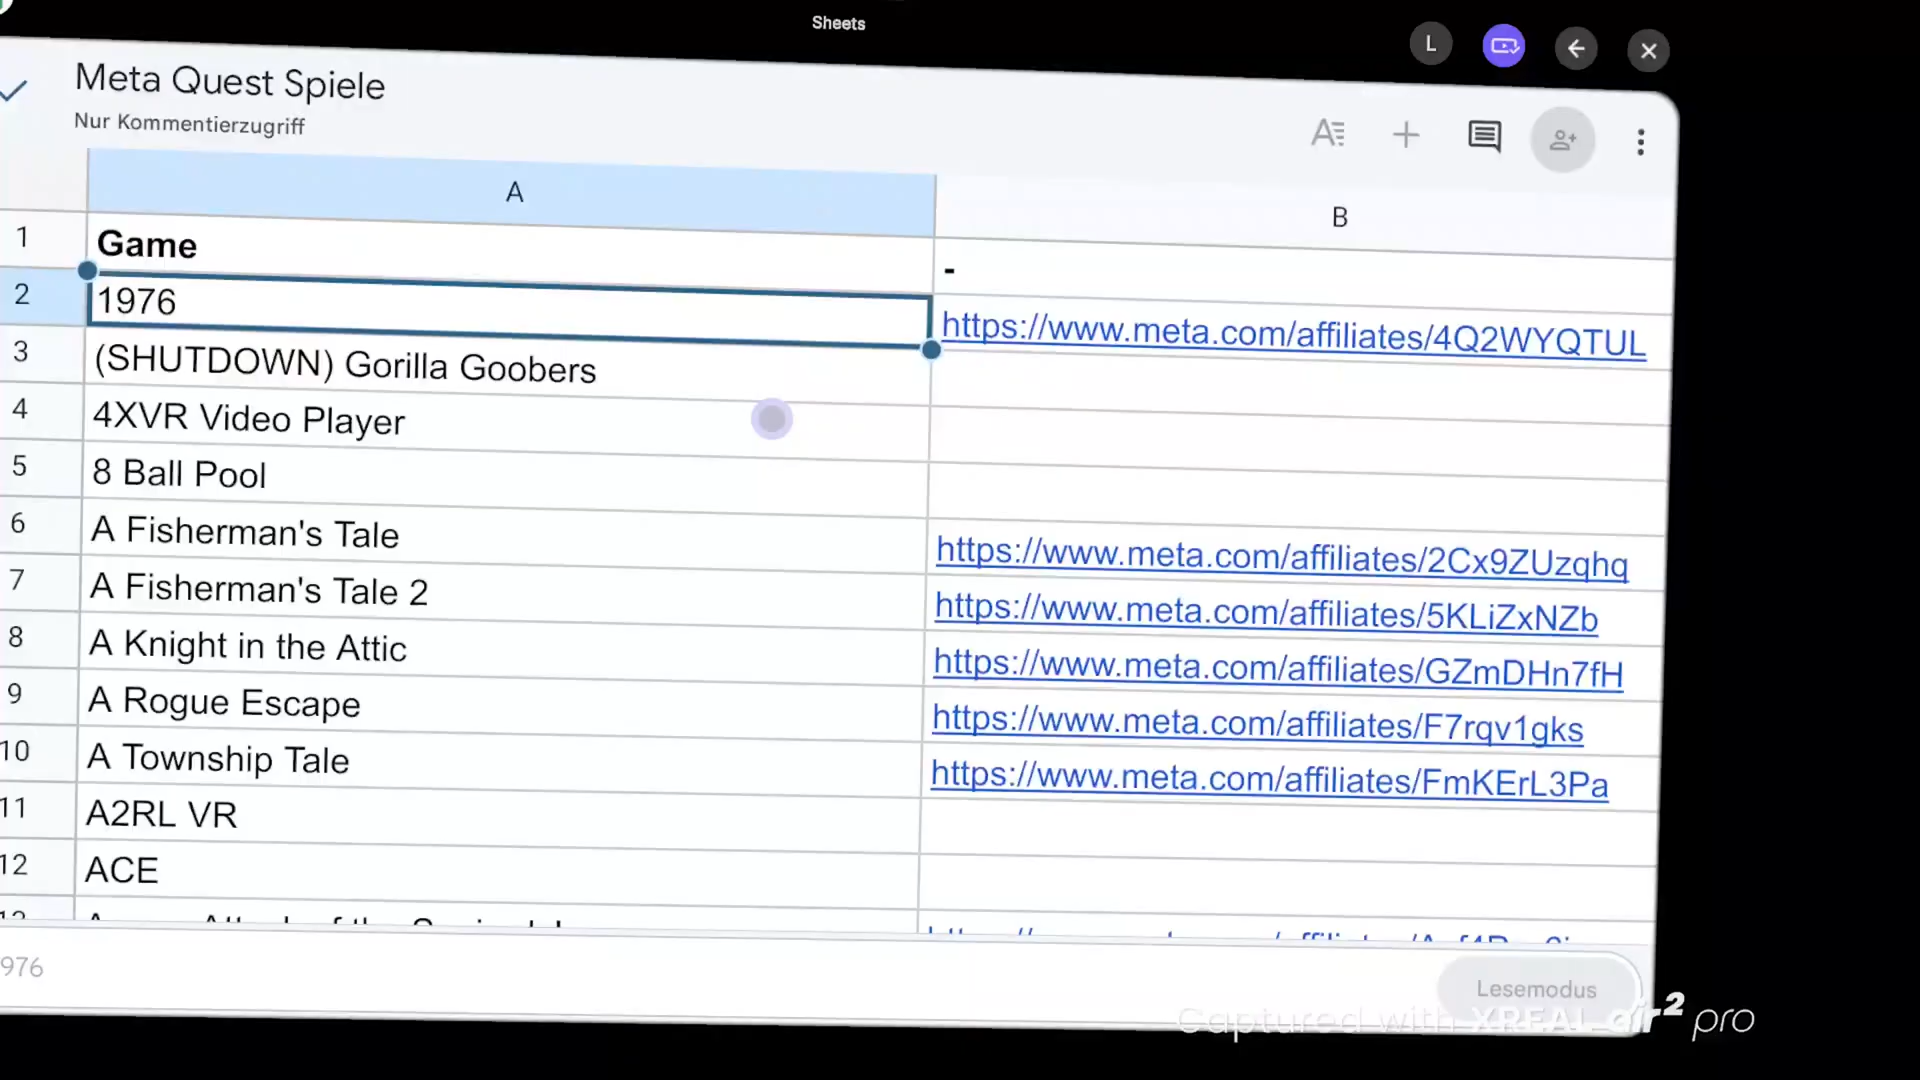 Sheets
L
Meta Quest Spiele
Nur Kommentierzugriff
A
B
1
Game
-
2
1976
https://www.meta.com/affiliates/4Q2WYQTUL
3
(SHUTDOWN) Gorilla Goobers
4
4XVR Video Player
5
8 Ball Pool
6
A Fisherman's Tale
https://www.meta.com/affiliates/2Cx9ZUzqhq
7
A Fisherman's Tale 2
https://www.meta.com/affiliates/5KLiZxNZb
8
A Knight in the Attic
https://www.meta.com/affiliates/GZmDHn7fH
9
A Rogue Escape
https://www.meta.com/affiliates/F7rqv1gks
10
A Township Tale
https://www.meta.com/affiliates/FmKErL3Pa
11
A2RL VR
12
ACE
976
Lesemodus
Captured with XREAL air² pro